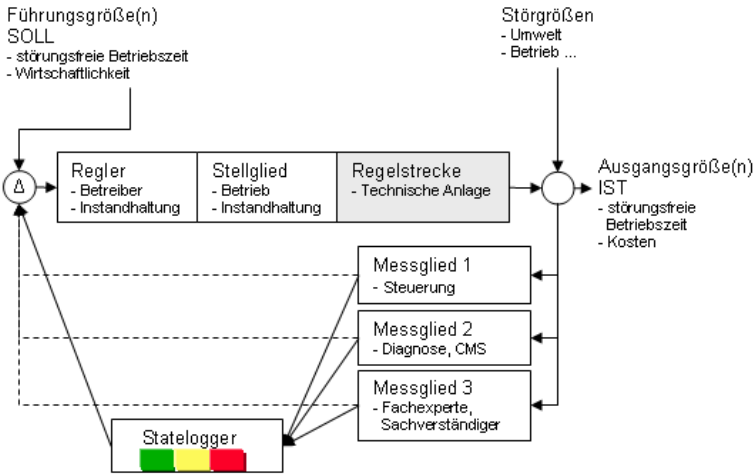 Führungsgröße(n)
SOLL
- störungsfreie Betriebszeit
- Wirtschaftlichkeit
Störgrößen
- Umwelt
- Betrieb ...
Δ
Regler
- Betreiber
- Instandhaltung
Stellglied
- Betrieb
- Instandhaltung
Regelstrecke
- Technische Anlage
Ausgangsgröße(n)
IST
- störungsfreie
Betriebszeit
- Kosten
Messglied 1
- Steuerung
Messglied 2
- Diagnose, CMS
Messglied 3
- Fachexperte,
Sachverständiger
Statelogger